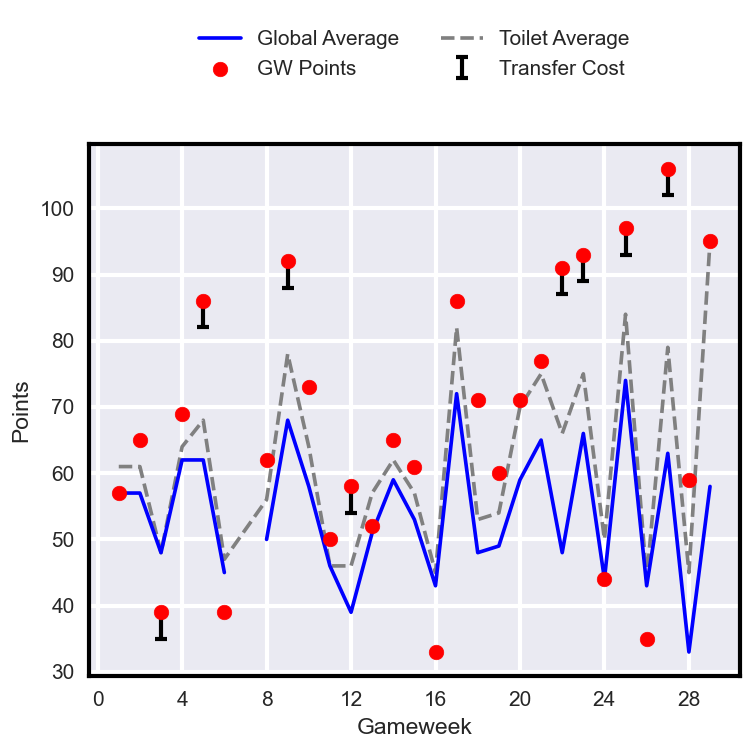 Global Average
GW Points
Toilet Average
Transfer Cost
100
90
80
70
60
50
40
30
Points
0 4 8 12 16 20 24 28
Gameweek